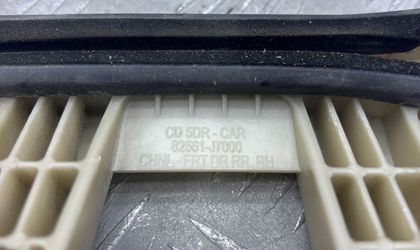 CD 5DR - CAR
82561-J7000
CHNL-FRT DR RR, RH